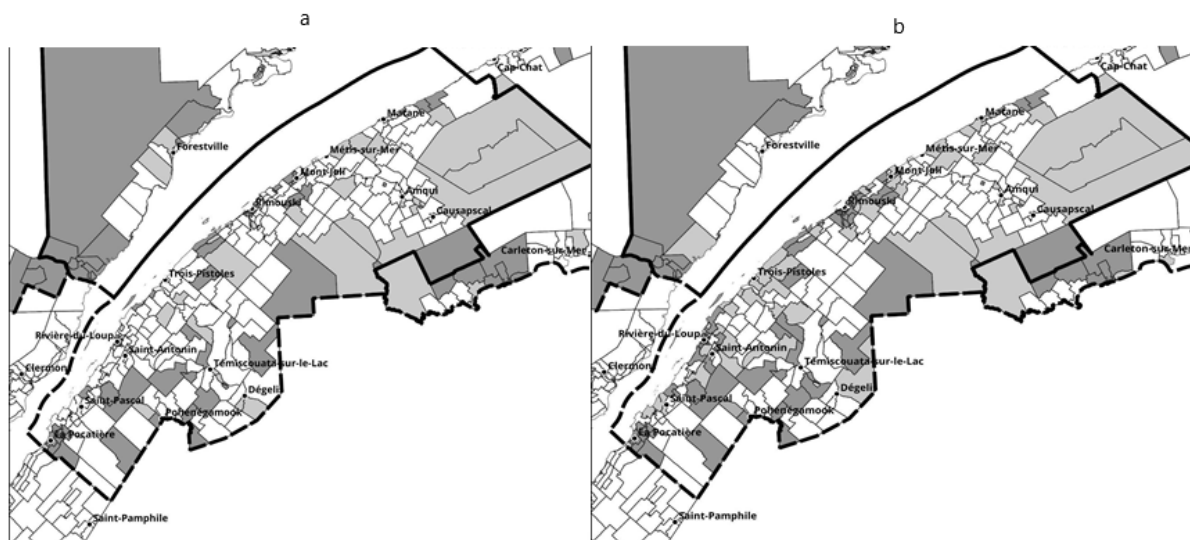 a
b
Cap-Chat
Matane
Forestville
Métis-sur-Mer
Mont-Joli
Rimouski
Amqui
Causapscal
Carleton-sur-Mer
Trois-Pistoles
Rivière-du-Loup
Saint-Antonin
Clermon
Témiscouata-sur-le-Lac
Dégelis
Saint-Pascal
Pohénégamook
La Pocatière
Saint-Pamphile
Cap-Chat
Matane
Forestville
Métis-sur-Mer
Mont-Joli
Rimouski
Amqui
Causapscal
Carleton-sur-Mer
Trois-Pistoles
Rivière-du-Loup
Saint-Antonin
Clermon
Témiscouata-sur-le-Lac
Dégelis
Saint-Pascal
Pohénégamook
La Pocatière
Saint-Pamphile